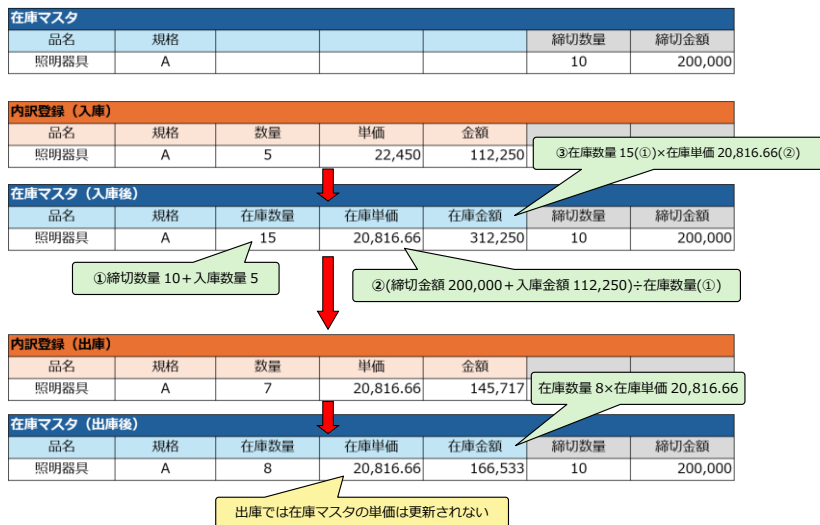 在庫マスタ
品名 規格 締切数量 締切金額
照明器具 A 10 200,000
内訳登録（入庫）
品名 規格 数量 単価 金額
照明器具 A 5 22,450 112,250
③在庫数量 15(①)×在庫単価 20,816.66(②)
在庫マスタ（入庫後）
品名 規格 在庫数量 在庫単価 在庫金額 締切数量 締切金額
照明器具 A 15 20,816.66 312,250 10 200,000
①締切数量 10＋入庫数量 5
②(締切金額 200,000＋入庫金額 112,250)÷在庫数量(①)
内訳登録（出庫）
品名 規格 数量 単価 金額
照明器具 A 7 20,816.66 145,717
在庫数量 8×在庫単価 20,816.66
在庫マスタ（出庫後）
品名 規格 在庫数量 在庫単価 在庫金額 締切数量 締切金額
照明器具 A 8 20,816.66 166,533 10 200,000
出庫では在庫マスタの単価は更新されない